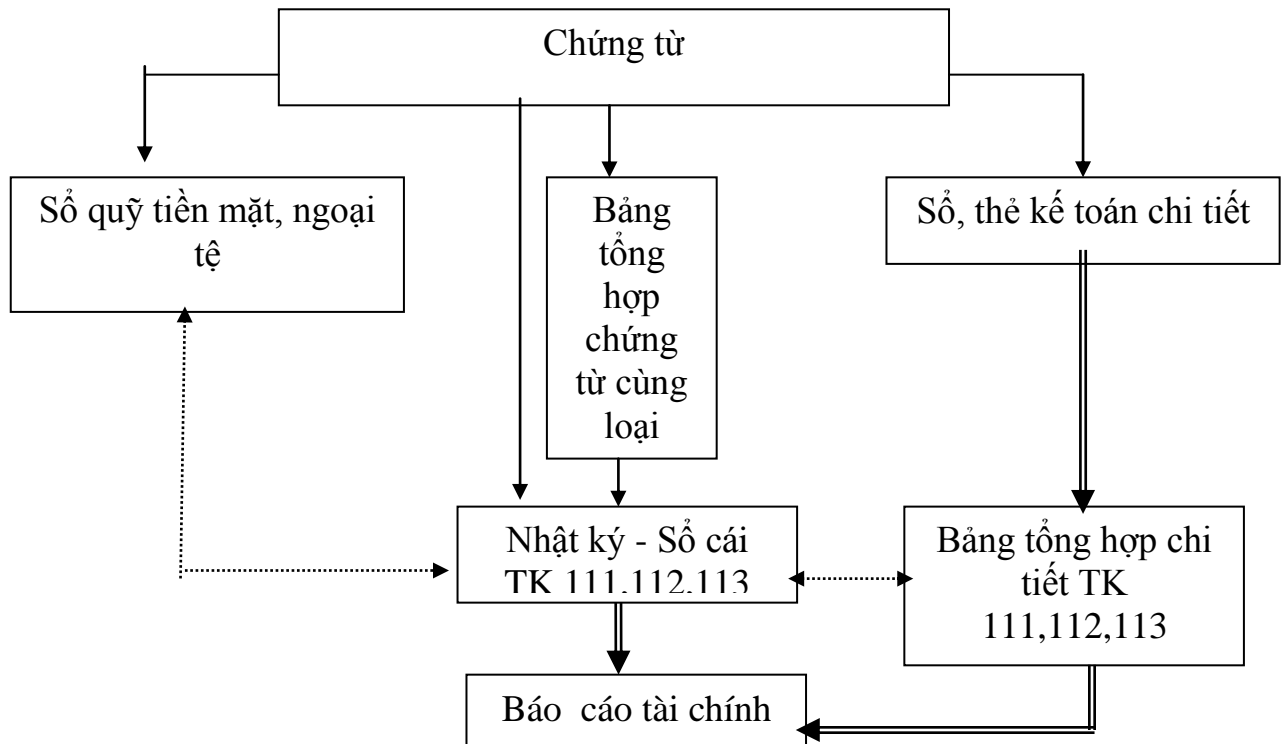 Chứng từ
Sổ quỹ tiền mặt, ngoại
tệ
Bảng
tổng
hợp
chứng
từ cùng
loại
Sổ, thẻ kế toán chi tiết
Nhật ký - Sổ cái
TK 111,112,113
Bảng tổng hợp chi
tiết TK
111,112,113
Báo cáo tài chính